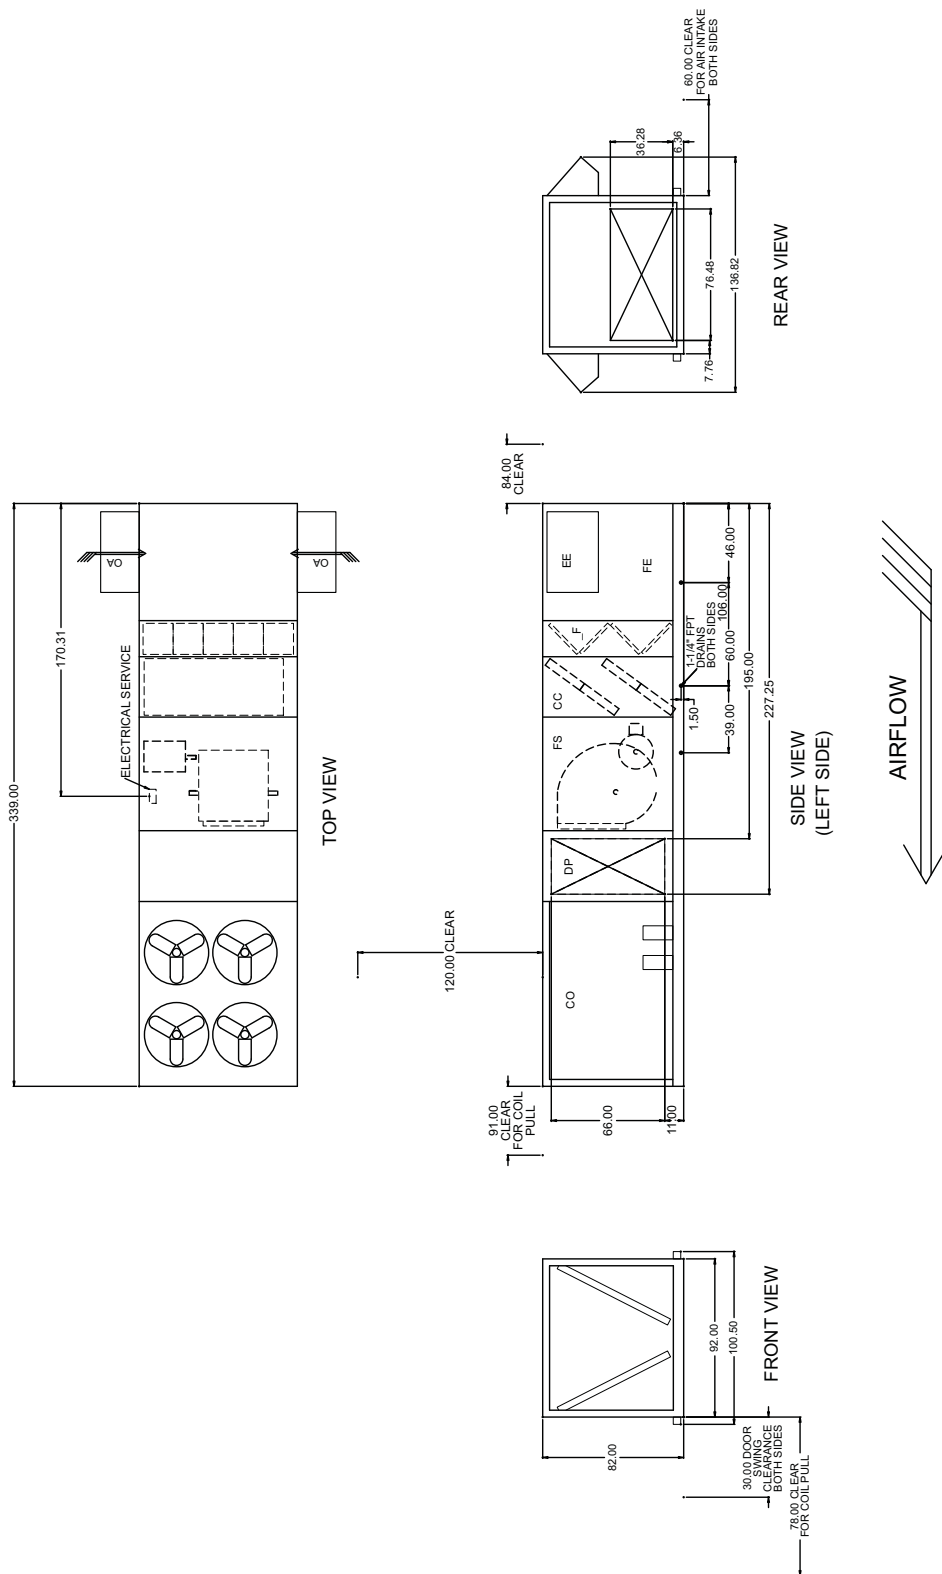 60.00 CLEAR
FOR AIR INTAKE
BOTH SIDES
36.28
6.36
76.48
7.76
136.82
REAR VIEW
339.00
170.31
ELECTRICAL SERVICE
OA
OA
TOP VIEW
84.00
CLEAR
120.00 CLEAR
91.00
CLEAR
FOR COIL
PULL
EE
FE
_F_
CC
FS
DP
CO
66.00
11.00
46.00
106.00
60.00
39.00
1.50
1-1/4" FPT
DRAINS
BOTH SIDES
195.00
227.25
SIDE VIEW
(LEFT SIDE)
AIRFLOW
82.00
92.00
100.50
FRONT VIEW
30.00 DOOR
SWING
CLEARANCE
BOTH SIDES
78.00 CLEAR
FOR COIL PULL